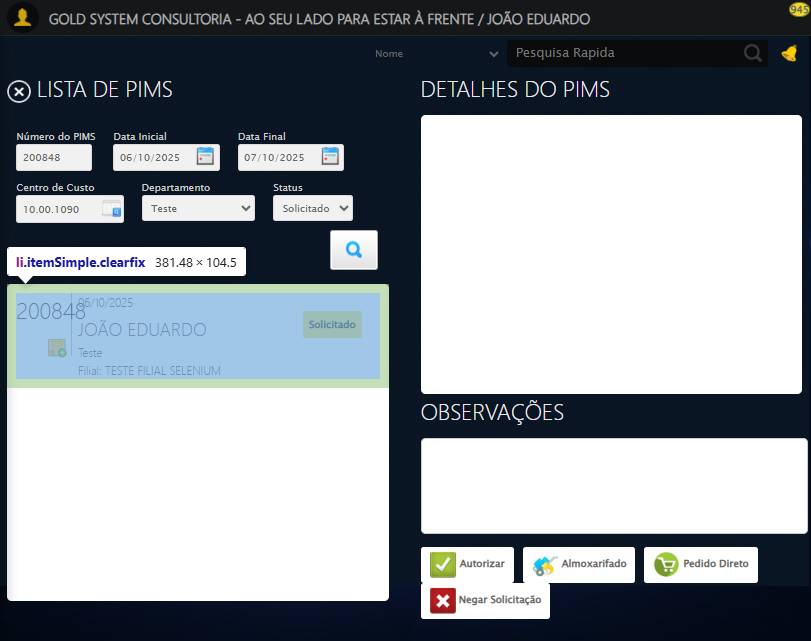 GOLD SYSTEM CONSULTORIA - AO SEU LADO PARA ESTAR À FRENTE / JOÃO EDUARDO
945
Nome
Pesquisa Rapida
LISTA DE PIMS
Número do PIMS
Data Inicial
Data Final
200848
06/10/2025
07/10/2025
Centro de Custo
Departamento
Status
10.00.1090
Teste
Solicitado
li.itemSimple.clearfix 381.48 × 104.5
200848
06/10/2025
JOÃO EDUARDO
Solicitado
Teste
Filial: TESTE FILIAL SELENIUM
DETALHES DO PIMS
OBSERVAÇÕES
Autorizar
Almoxarifado
Pedido Direto
Negar Solicitação